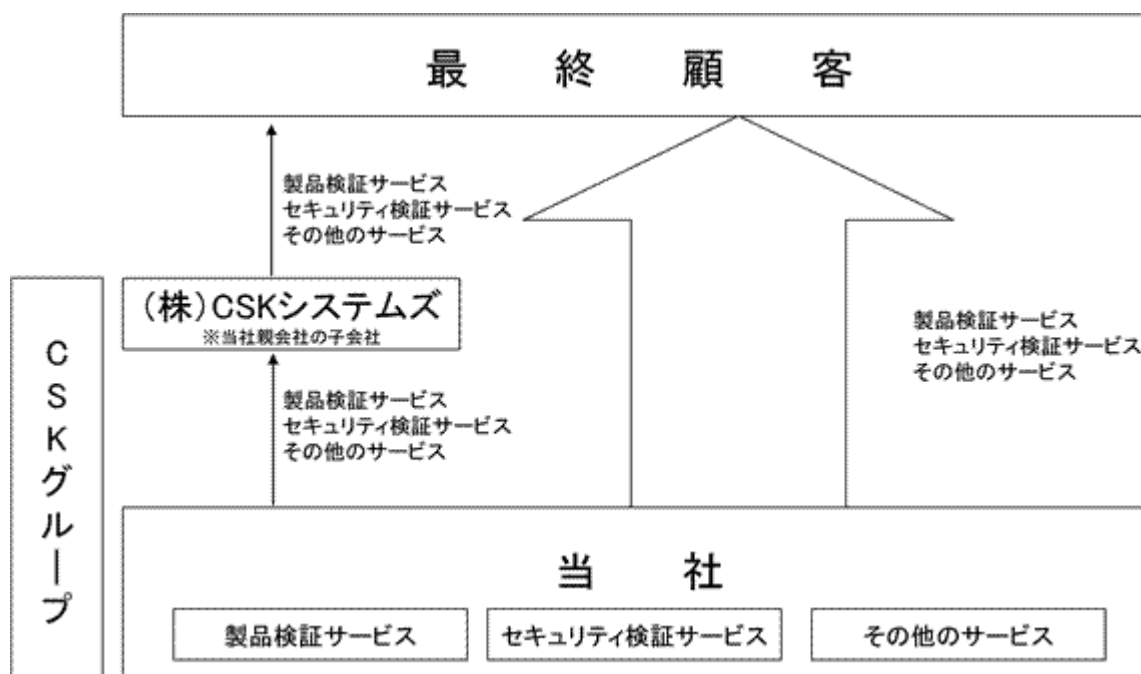 最終顧客
製品検証サービス
セキュリティ検証サービス
その他のサービス
(株)CSKシステムズ
※当社親会社の子会社
製品検証サービス
セキュリティ検証サービス
その他のサービス
製品検証サービス
セキュリティ検証サービス
その他のサービス
CSKグループ
当社
製品検証サービス
セキュリティ検証サービス
その他のサービス